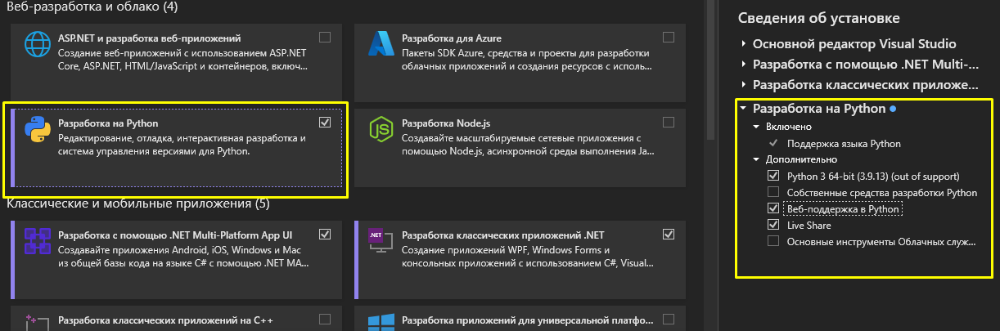 Веб-разработка и облако (4)
ASP.NET и разработка веб-приложений
Создание веб-приложений с использованием ASP.NET
Core, ASP.NET, HTML/JavaScript и контейнеров, включ...
Разработка для Azure
Пакеты SDK Azure, средства и проекты для разработки
облачных приложений и создания ресурсов с исполь...
Разработка на Python
Редактирование, отладка, интерактивная разработка и
система управления версиями для Python.
JS
Разработка Node.js
Создавайте масштабируемые сетевые приложения с
помощью Node.js, асинхронной среды выполнения Ja...
Классические и мобильные приложения (5)
Разработка с помощью .NET Multi-Platform App UI
Создавайте приложения Android, iOS, Windows и Mac
из общей базы кода на языке C# с помощью .NET MA...
.NET
Разработка классических приложений .NET
Создание приложений WPF, Windows Forms и
консольных приложений с использованием C#, Visual...
Разработка классических приложений на C++
Разработка приложений для универсальной платфо...
Сведения об установке
Основной редактор Visual Studio
Разработка с помощью .NET Multi-...
Разработка классических приложе...
Разработка на Python
Включено
Поддержка языка Python
Дополнительно
Python 3 64-bit (3.9.13) (out of support)
Собственные средства разработки Python
Веб-поддержка в Python
Live Share
Основные инструменты Облачных служ...